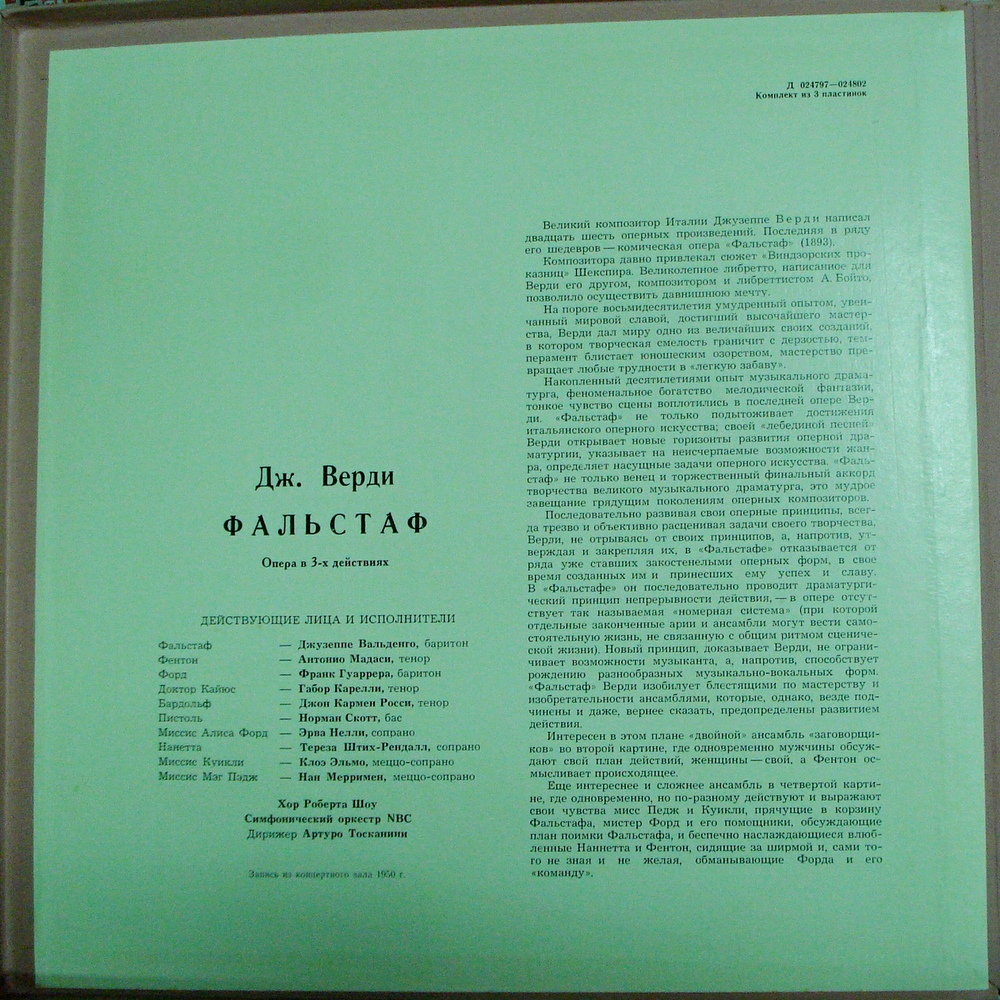 Д 024797—024802
Комплект из 3 пластинок
Дж. Верди
ФАЛЬСТАФ
Опера в 3-х действиях
ДЕЙСТВУЮЩИЕ ЛИЦА И ИСПОЛНИТЕЛИ
Фальстаф — Джузеппе Вальденго, баритон
Фентон — Антонио Мадаси, тенор
Форд — Франк Гуаррера, баритон
Доктор Кайюс — Габор Карелли, тенор
Бардольф — Джон Кармен Росси, тенор
Пистоль — Норман Скотт, бас
Миссис Алиса Форд — Эрва Нелли, сопрано
Нанетта — Тереза Штих-Рендалл, сопрано
Миссис Куикли — Клоэ Эльмо, меццо-сопрано
Миссис Мэг Пэдж — Нан Мерримен, меццо-сопрано
Хор Роберта Шоу
Симфонический оркестр NBC
Дирижер Артуро Тосканини
Запись из концертного зала 1950 г.
Великий композитор Италии Джузеппе Верди написал
двадцать шесть оперных произведений. Последняя в ряду
его шедевров — комическая опера «Фальстаф» (1893).
Композитора давно привлекал сюжет «Виндзорских про-
казниц» Шекспира. Великолепное либретто, написанное для
Верди его другом, композитором и либреттистом А. Бойто,
позволило осуществить давнишнюю мечту.
На пороге восьмидесятилетия умудренный опытом, увен-
чанный мировой славой, достигший высочайшего мастер-
ства, Верди дал миру одно из величайших своих созданий,
в котором творческая смелость граничит с дерзостью, тем-
перамент блистает юношеским озорством, мастерство пре-
вращает любые трудности в «легкую забаву».
Накопленный десятилетиями опыт музыкального драма-
турга, феноменальное богатство мелодической фантазии,
тонкое чувство сцены воплотились в последней опере Вер-
ди. «Фальстаф» не только подытоживает достижения
итальянского оперного искусства; своей «лебединой песней»
Верди открывает новые горизонты развития оперной дра-
матургии, указывает на неисчерпаемые возможности жан-
ра, определяет насущные задачи оперного искусства. «Фаль-
стаф» не только венец и торжественный финальный аккорд
творчества великого музыкального драматурга, это мудрое
завещание грядущим поколениям оперных композиторов.
Последовательно развивая свои оперные принципы, всег-
да трезво и объективно расценивая задачи своего творчества,
Верди, не отрываясь от своих принципов, а, напротив, ут-
верждая и закрепляя их, в «Фальстафе» отказывается от
ряда уже ставших закостенелыми оперных форм, в свое
время созданных им и принесших ему успех и славу.
В «Фальстафе» он последовательно проводит драматурги-
ческий принцип непрерывности действия, — в опере отсут-
ствует так называемая «номерная система» (при которой
отдельные законченные арии и ансамбли могут вести само-
стоятельную жизнь, не связанную с общим ритмом сцениче-
ской жизни). Новый принцип, доказывает Верди, не ограни-
чивает возможности музыканта, а, напротив, способствует
рождению разнообразных музыкально-вокальных форм.
«Фальстаф» Верди изобилует блестящими по мастерству и
изобретательности ансамблями, которые, однако, везде под-
чинены и даже, вернее сказать, предопределены развитием
действия.
Интересен в этом плане «двойной» ансамбль «заговорщи-
ков» во второй картине, где одновременно мужчины обсуж-
дают свой план действий, женщины — свой, а Фентон ос-
мысливает происходящее.
Еще интереснее и сложнее ансамбль в четвертой карти-
не, где одновременно, но по-разному действуют и выражают
свои чувства мисс Педж и Куикли, прячущие в корзину
Фальстафа, мистер Форд и его помощники, обсуждающие
план поимки Фальстафа, и беспечно наслаждающиеся влюб-
ленные Наннетта и Фентон, сидящие за ширмой и, сами то-
го не зная и не желая, обманывающие Форда и его
«команду».